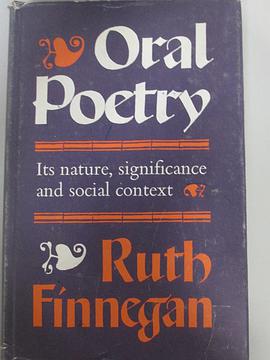 Oral
Poetry
Its nature, significance
and social context
Ruth
Finnegan